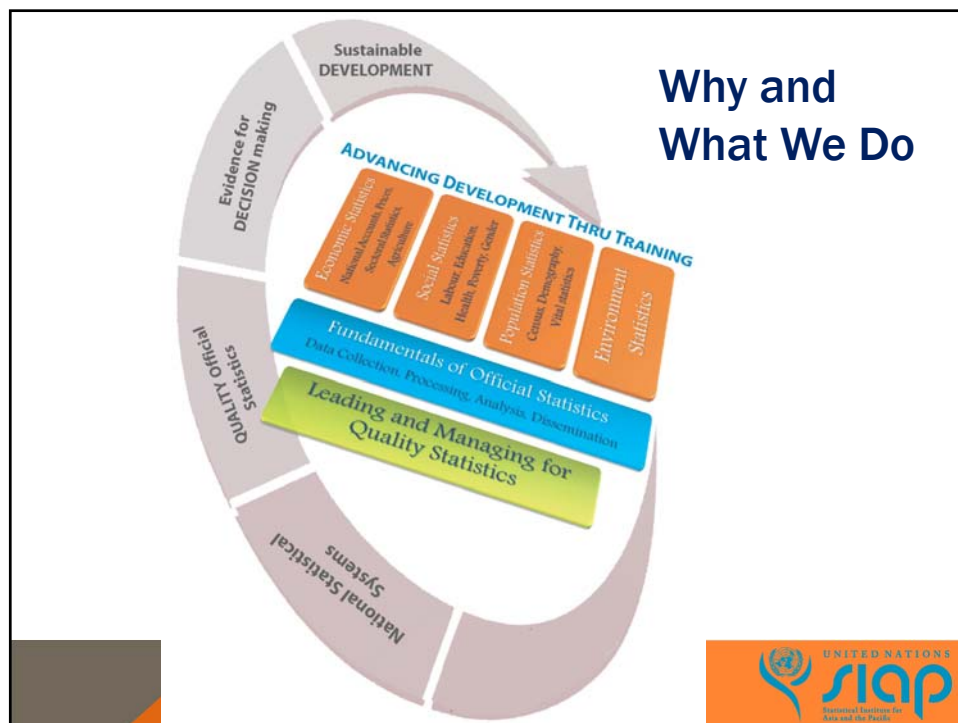 Why and
What We Do
Sustainable
DEVELOPMENT
Evidence for
DECISION making
QUALITY Official
Statistics
National Statistical
Systems
ADVANCING DEVELOPMENT THRU TRAINING
Economic Statistics
National Accounts, Prices,
Sectoral Statistics,
Agriculture
Social Statistics
Labour, Education,
Health, Poverty, Gender
Population Statistics
Census, Demography,
Vital statistics
Environment
Statistics
Fundamentals of Official Statistics
Data Collection, Processing, Analysis, Dissemination
Leading and Managing for
Quality Statistics
UNITED NATIONS
SIAP
Statistical Institute for
Asia and the Pacific